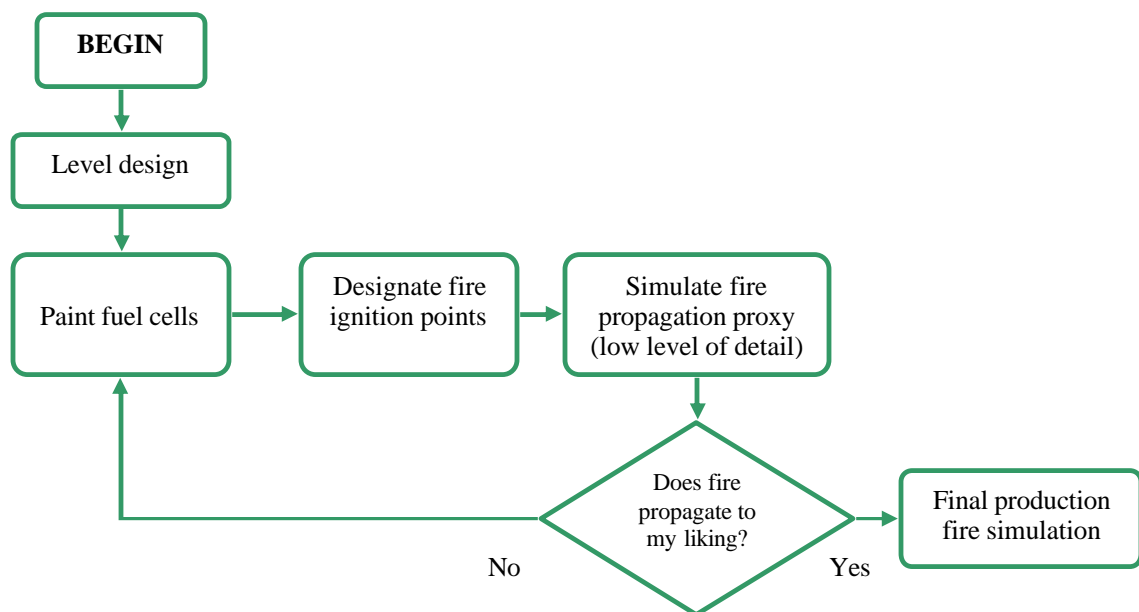 BEGIN
Level design
Paint fuel cells
Designate fire
ignition points
Simulate fire
propagation proxy
(low level of detail)
Does fire
propagate to
my liking?
No
Yes
Final production
fire simulation